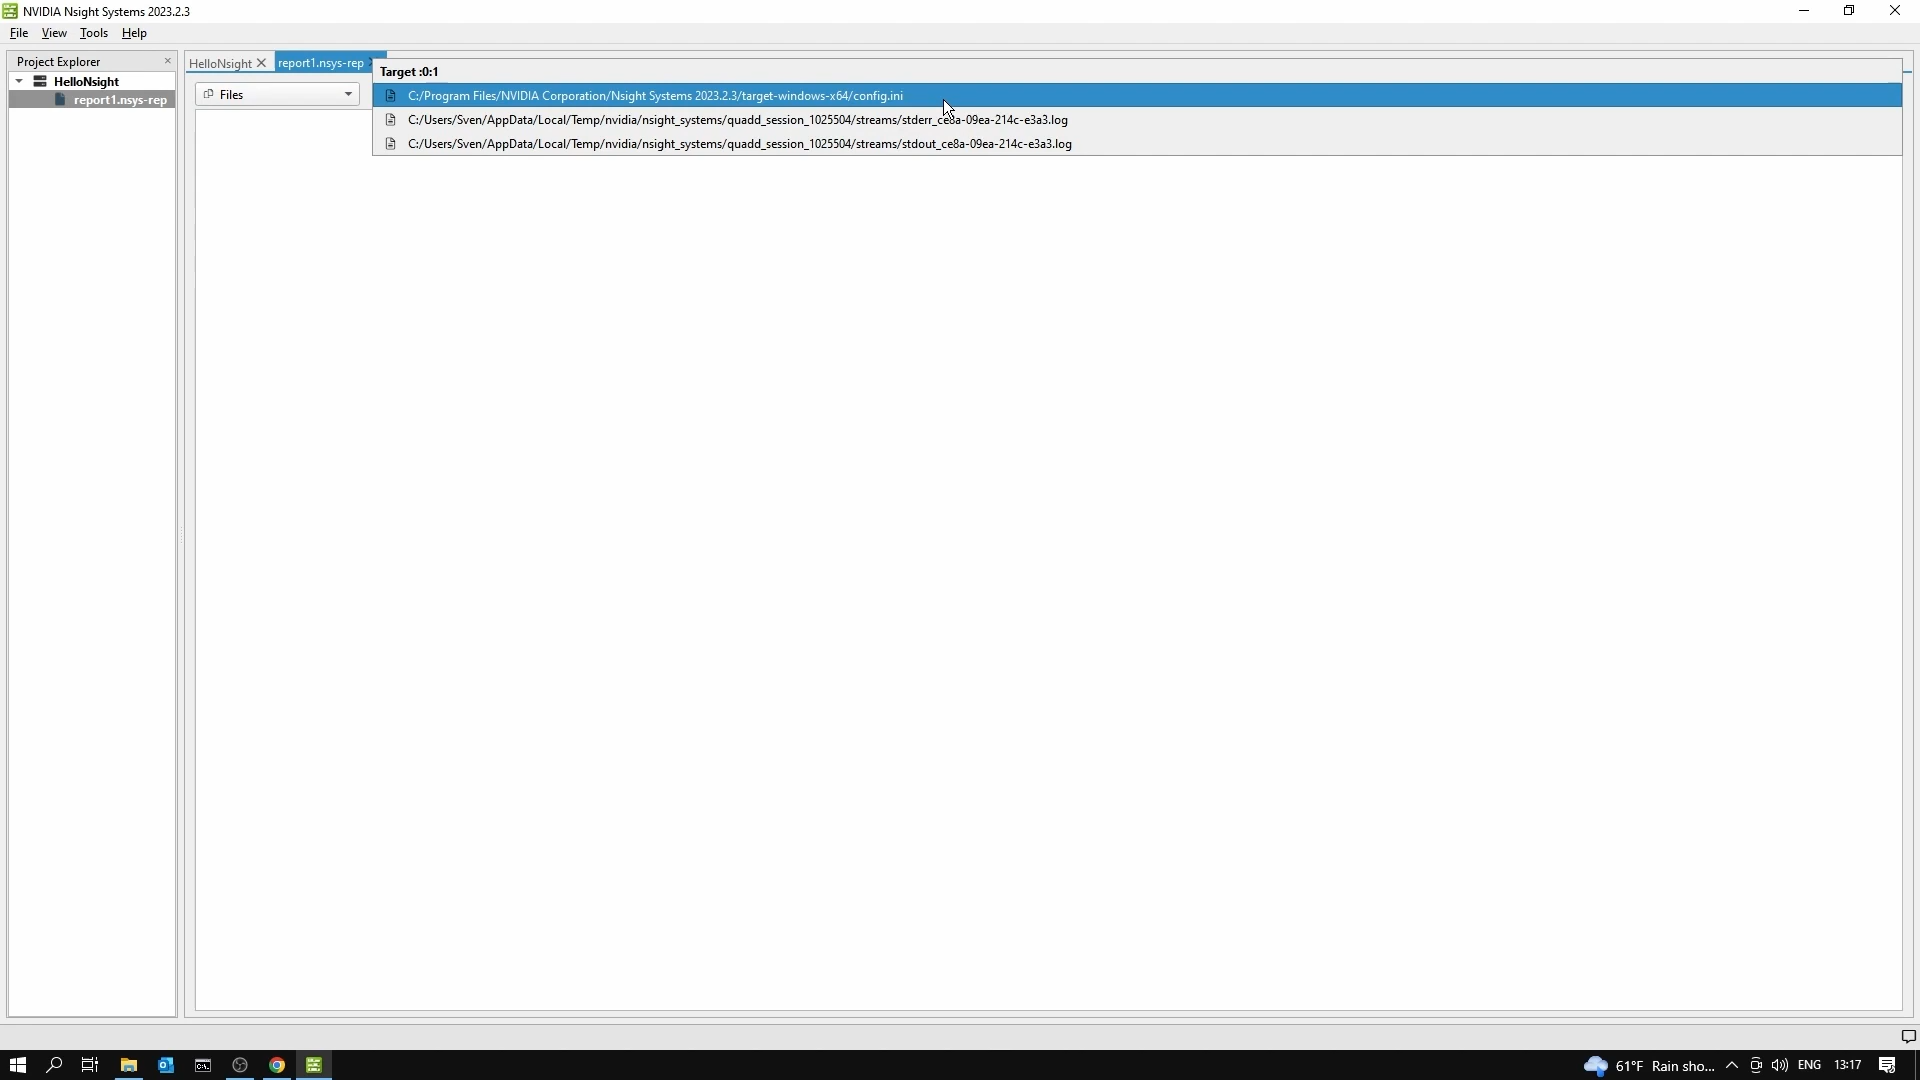 NVIDIA Nsight Systems 2023.2.3
File View Tools Help
Project Explorer
HelloNsight
report1.nsys-rep
HelloNsight
report1.nsys-rep
Files
Target :0:1
C:/Program Files/NVIDIA Corporation/Nsight Systems 2023.2.3/target-windows-x64/config.ini
C:/Users/Sven/AppData/Local/Temp/nvidia/nsight_systems/quadd_session_1025504/streams/stderr_ce8a-09ea-214c-e3a3.log
C:/Users/Sven/AppData/Local/Temp/nvidia/nsight_systems/quadd_session_1025504/streams/stdout_ce8a-09ea-214c-e3a3.log
61°F Rain sho... ENG 13:17